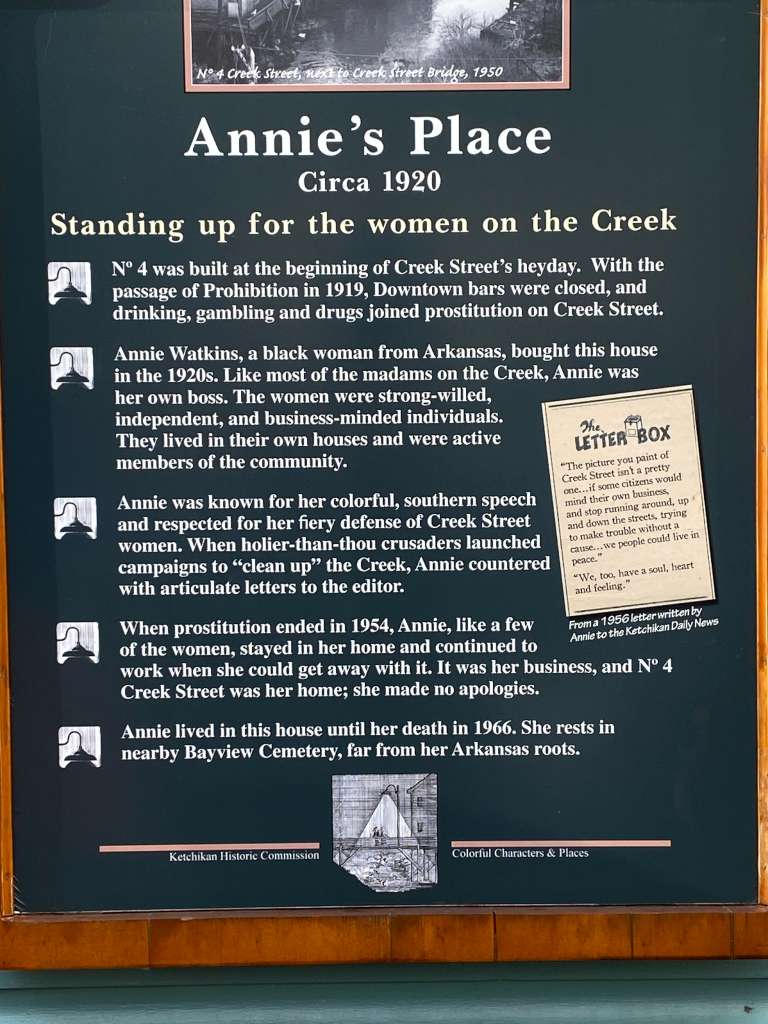 Nº 4 Creek Street, next to Creek Street Bridge, 1950
Annie's Place
Circa 1920
Standing up for the women on the Creek
Nº 4 was built at the beginning of Creek Street's heyday. With the
passage of Prohibition in 1919, Downtown bars were closed, and
drinking, gambling and drugs joined prostitution on Creek Street.
Annie Watkins, a black woman from Arkansas, bought this house
in the 1920s. Like most of the madams on the Creek, Annie was
her own boss. The women were strong-willed,
independent, and business-minded individuals.
They lived in their own houses and were active
members of the community.
Annie was known for her colorful, southern speech
and respected for her fiery defense of Creek Street
women. When holier-than-thou crusaders launched
campaigns to “clean up” the Creek, Annie countered
with articulate letters to the editor.
The
LETTER BOX
“The picture you paint of
Creek Street isn't a pretty
one...if some citizens would
mind their own business,
and stop running around, up
and down the streets, trying
to make trouble without a
cause...we people could live in
peace.”
“We, too, have a soul, heart
and feeling.”
From a 1956 letter written by
Annie to the Ketchikan Daily News
When prostitution ended in 1954, Annie, like a few
of the women, stayed in her home and continued to
work when she could get away with it. It was her business, and Nº 4
Creek Street was her home; she made no apologies.
Annie lived in this house until her death in 1966. She rests in
nearby Bayview Cemetery, far from her Arkansas roots.
Ketchikan Historic Commission
Colorful Characters & Places